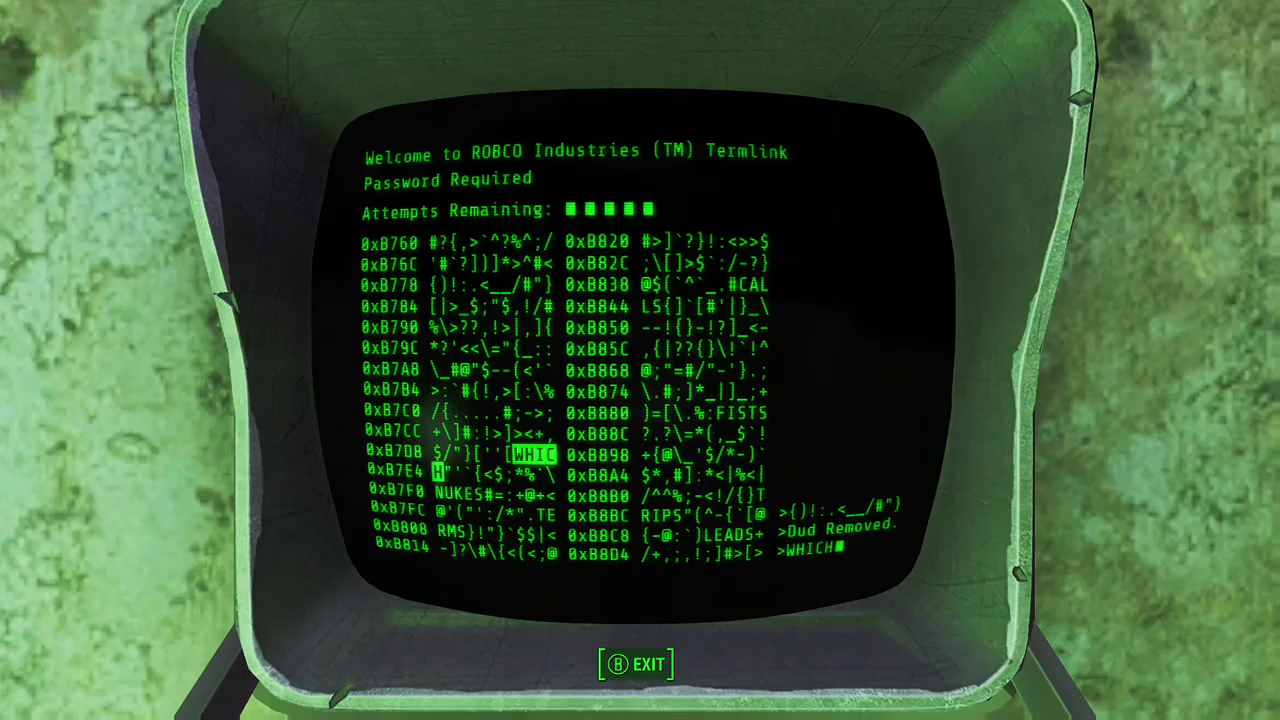 Welcome to ROBCO Industries (TM) Termlink
Password Required
Attempts Remaining: ■ ■ ■ ■ ■
0xB760 #?{,>`^?%^;/ 0xB820 #>]`?}!:<>>$
0xB76C '#`?])]*>^#< 0xB82C ;\[]>$`:/-?}
0xB778 {)!:.<__/#"} 0xB838 @$(`^`_.#CAL
0xB784 [|>_$;"$,!/# 0xB844 LS{]`[#'|}_\
0xB790 %\>??,!>|,]{ 0xB850 --!{}-!?]_<-
0xB79C *?'<<\="{_:: 0xB85C ,{|??{}\!`!^
0xB7A8 \_#@"$--(<'` 0xB868 @;"=#/"-'}.;
0xB7B4 >:`#{!,>[:\% 0xB874 \.#;]*_|]_;+
0xB7C0 /{.....#;->; 0xB880 )=[\.%:FISTS
0xB7CC +\]#:!>]><+, 0xB88C ?.?\=*(,_$`!
0xB7D8 $/"}[''[WHIC 0xB898 +{@\_'$/*-)`
0xB7E4 H"'`{<$;*%`\ 0xB8A4 $*,#]:*<|%<|
0xB7F0 NUKES#=:+@+< 0xB8B0 /^^%;-<!/{}T
0xB7FC @'("':/*".TE 0xB8BC RIPS"(^-{`[@ >{)!:.<__/#"}
0xB808 RMS}!"}`$$|< 0xB8C8 {-@:`)LEADS+ >Dud Removed.
0xB814 -]?\#\{<(<;@ 0xB8D4 /+,;,!;]#>[> >WHICH■
[Ⓑ EXIT]